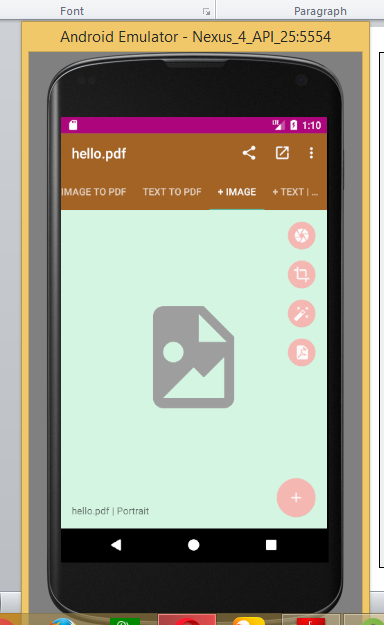 Font
Paragraph
Android Emulator - Nexus_4_API_25:5554
LTE
1:10
hello.pdf
IMAGE TO PDF
TEXT TO PDF
+ IMAGE
+ TEXT | ...
+
hello.pdf | Portrait